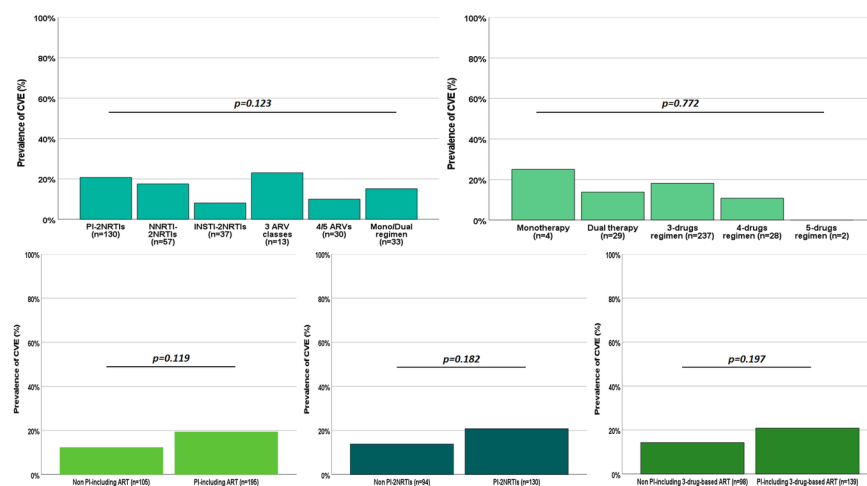 100%
80%
60%
40%
20%
0%
Prevalence of CVE (%)
p=0.123
PI-2NRTIs
(n=130)
NNRTI-
2NRTIs
(n=57)
INSTI-2NRTIs
(n=37)
3 ARV
classes
(n=13)
4/5 ARVs
(n=30)
Mono/Dual
regimen
(n=33)
100%
80%
60%
40%
20%
0%
Prevalence of CVE (%)
p=0.772
Monotherapy
(n=4)
Dual therapy
(n=29)
3-drugs
regimen (n=237)
4-drugs
regimen (n=28)
5-drugs
regimen (n=2)
100%
80%
60%
40%
20%
0%
Prevalence of CVE (%)
p=0.119
Non PI-including ART (n=105)
PI-including ART (n=195)
100%
80%
60%
40%
20%
0%
Prevalence of CVE (%)
p=0.182
Non PI-2NRTIs (n=94)
PI-2NRTIs (n=130)
100%
80%
60%
40%
20%
0%
Prevalence of CVE (%)
p=0.197
Non PI-including 3-drug-based ART (n=98)
PI-including 3-drug-based ART (n=139)